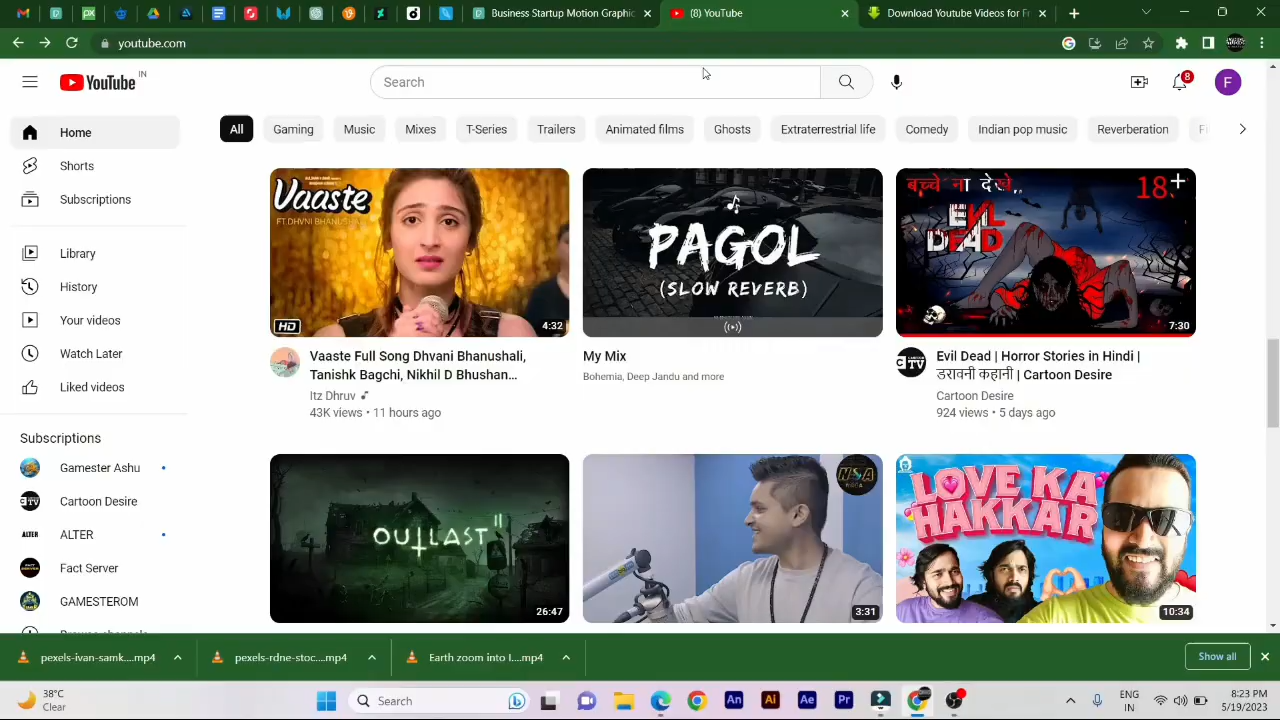 Business Startup Motion Graphic
(8) YouTube
Download Youtube Videos for Fr
youtube.com
YouTube IN
Search
8
F
Home
Shorts
Subscriptions
Library
History
Your videos
Watch Later
Liked videos
Subscriptions
Gamester Ashu
Cartoon Desire
ALTER
Fact Server
GAMESTEROM
All
Gaming
Music
Mixes
T-Series
Trailers
Animated films
Ghosts
Extraterrestrial life
Comedy
Indian pop music
Reverberation
Vaaste
FT.DHVNI BHANUSHALI
HD
4:32
Vaaste Full Song Dhvani Bhanushali,
Tanishk Bagchi, Nikhil D Bhushan...
Itz Dhruv
43K views • 11 hours ago
PAGOL
(SLOW REVERB)
My Mix
Bohemia, Deep Jandu and more
बच्चे ना देखे..
18+
EVIL
DEAD
7:30
CTV
Evil Dead | Horror Stories in Hindi |
डरावनी कहानी | Cartoon Desire
Cartoon Desire
924 views • 5 days ago
OUTLAST II
26:47
NSA
3:31
LOVE KA
HAKKAR
10:34
pexels-ivan-samk....mp4
pexels-rdne-stoc....mp4
Earth zoom into I....mp4
Show all
38°C
Clear
Search
An
Ai
Ae
Pr
ENG
IN
8:23 PM
5/19/2023